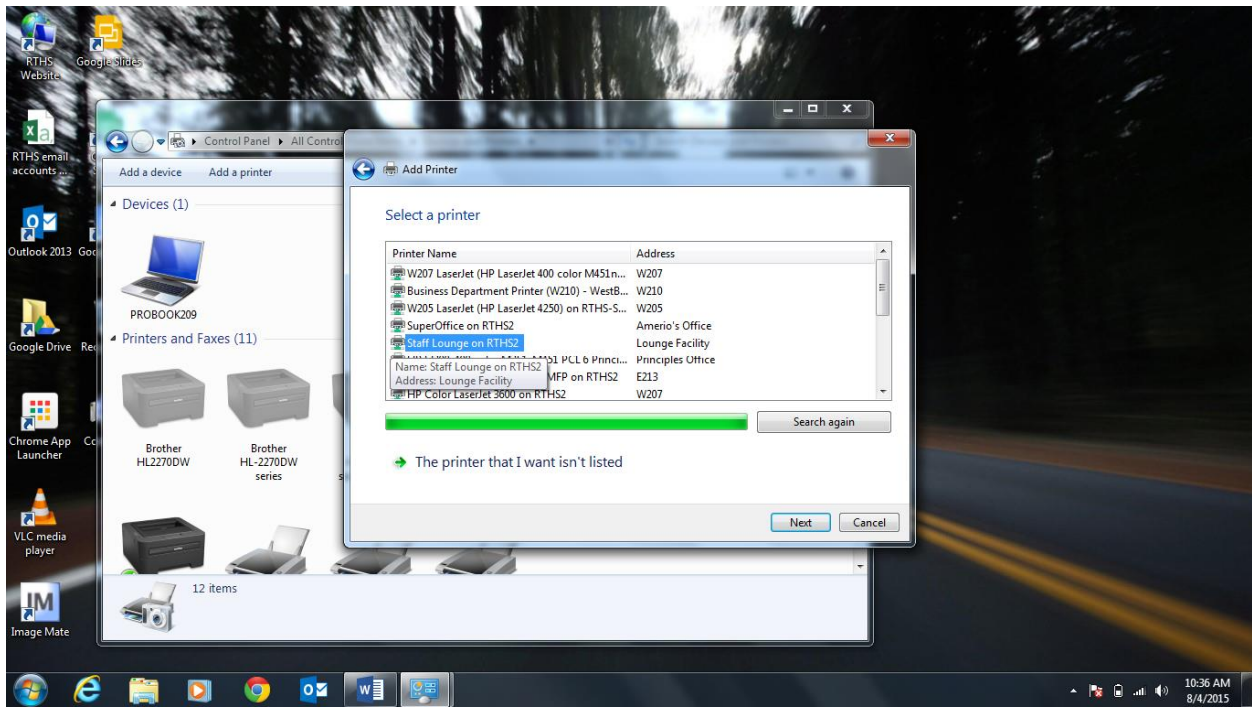 RTHS
Website
Google Slides
RTHS email
accounts ...
Outlook 2013
Google Drive
Chrome App
Launcher
VLC media
player
Image Mate
Control Panel
All Control
Add a device
Add a printer
Devices (1)
PROBOOK209
Printers and Faxes (11)
Brother
HL2270DW
Brother
HL-2270DW
series
12 items
Add Printer
Select a printer
Printer Name Address
W207 LaserJet (HP LaserJet 400 color M451n... W207
Business Department Printer (W210) - WestB... W210
W205 LaserJet (HP LaserJet 4250) on RTHS-S... W205
SuperOffice on RTHS2 Amerio's Office
Staff Lounge on RTHS2 Lounge Facility
M451 PCL 6 Princi... Principles Office
MFP on RTHS2 E213
HP Color LaserJet 3600 on RTHS2 W207
Name: Staff Lounge on RTHS2
Address: Lounge Facility
Search again
The printer that I want isn't listed
Next Cancel
10:36 AM
8/4/2015